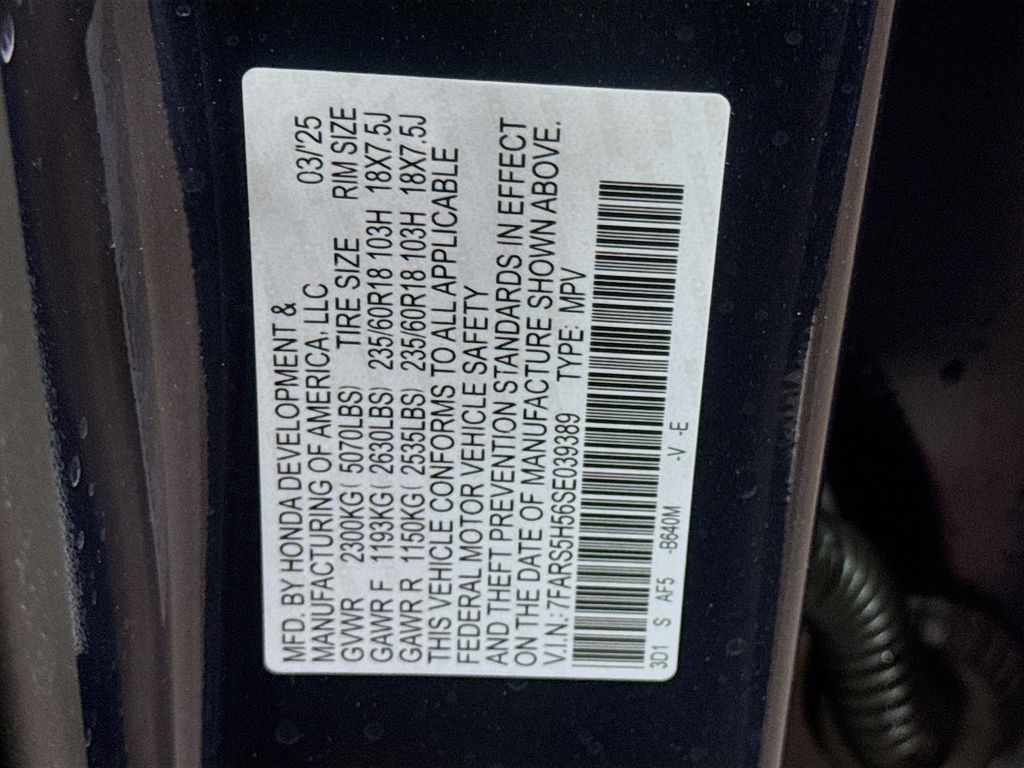 MFD. BY HONDA DEVELOPMENT &
MANUFACTURING OF AMERICA, LLC 03/'25
GVWR 2300KG( 5070LBS) TIRE SIZE RIM SIZE
GAWR F 1193KG( 2630LBS) 235/60R18 103H 18X7.5J
GAWR R 1150KG( 2535LBS) 235/60R18 103H 18X7.5J
THIS VEHICLE CONFORMS TO ALL APPLICABLE
FEDERAL MOTOR VEHICLE SAFETY
AND THEFT PREVENTION STANDARDS IN EFFECT
ON THE DATE OF MANUFACTURE SHOWN ABOVE.
V.I.N.: 7FARS5H56SE039389 TYPE: MPV
3D1 S AF5 -B640M -V -E